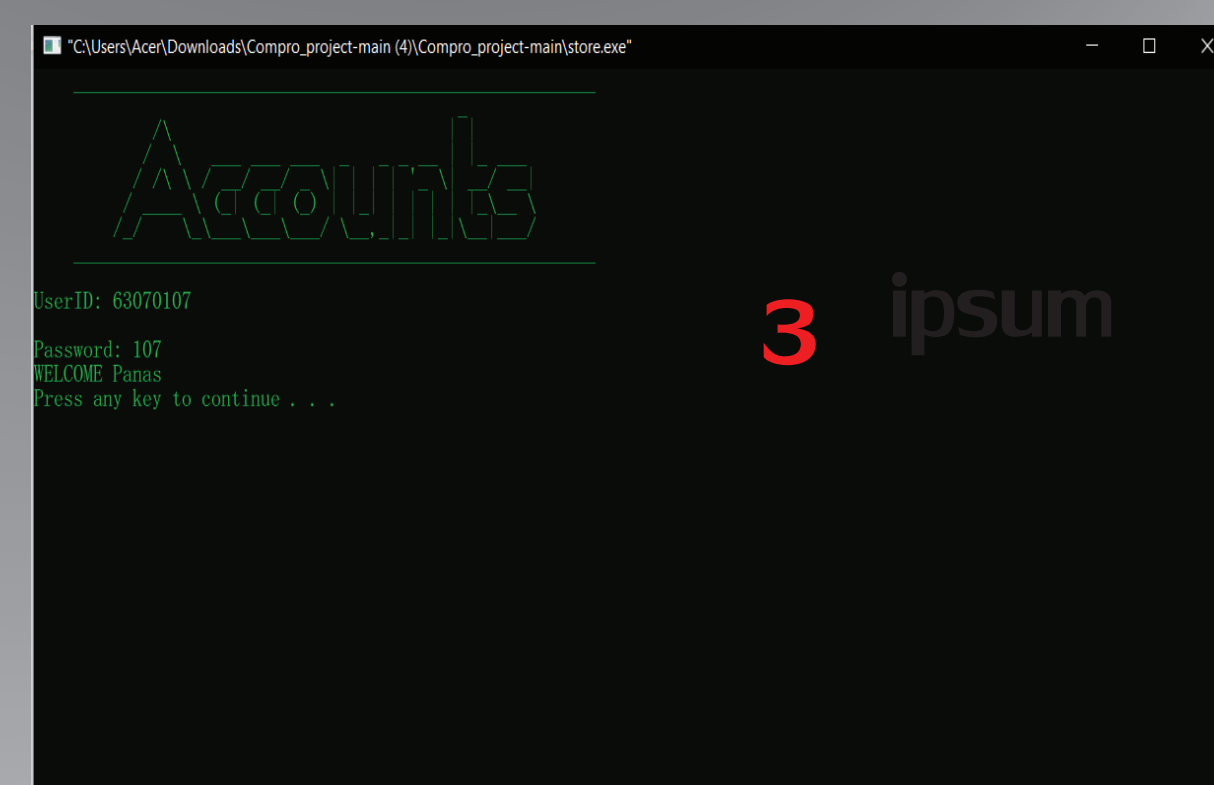 "C:\Users\Acer\Downloads\Compro_project-main (4)\Compro_project-main\store.exe"
Accounts
UserID: 63070107
3 ipsum
Password: 107
WELCOME Panas
Press any key to continue . . .